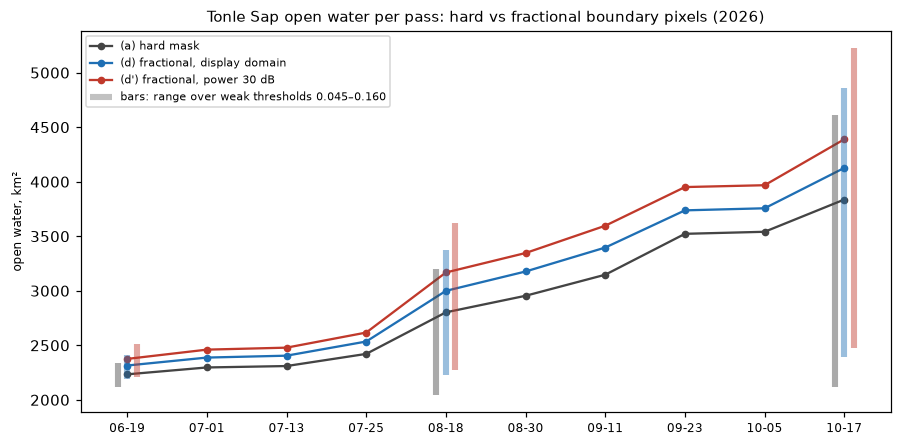 Tonle Sap open water per pass: hard vs fractional boundary pixels (2026)
(a) hard mask
(d) fractional, display domain
(d') fractional, power 30 dB
bars: range over weak thresholds 0.045–0.160
open water, km²
5000
4500
4000
3500
3000
2500
2000
06-19 07-01 07-13 07-25 08-18 08-30 09-11 09-23 10-05 10-17